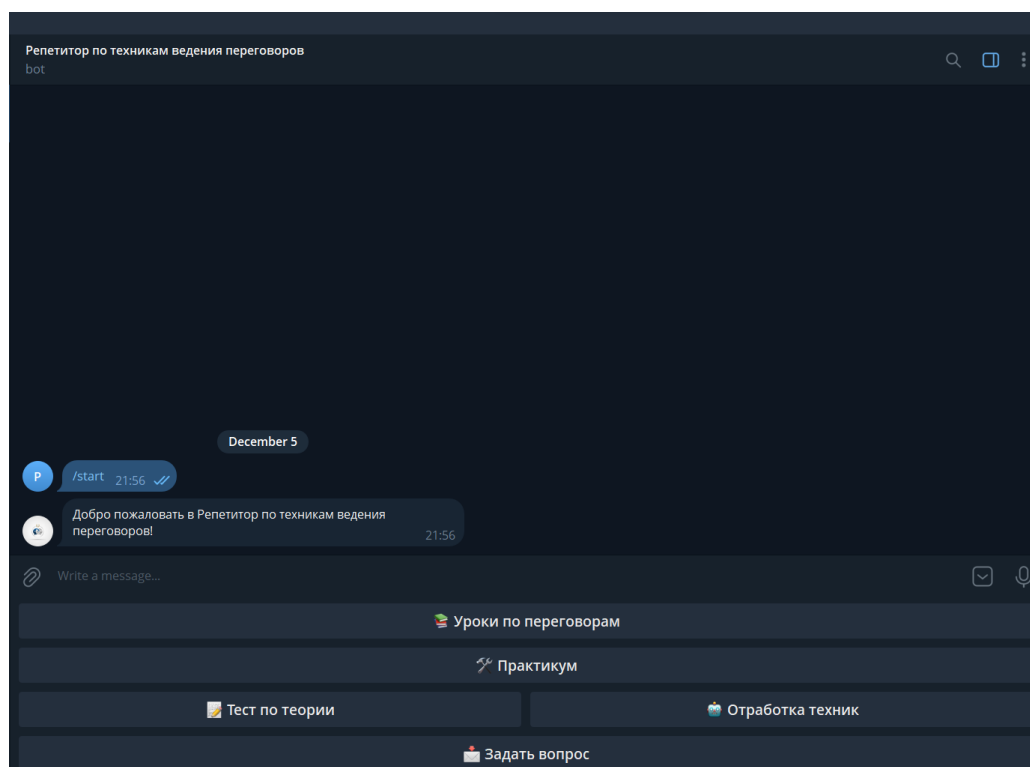 Репетитор по техникам ведения переговоров
bot
December 5
P
/start 21:56
Добро пожаловать в Репетитор по техникам ведения
переговоров!
21:56
Write a message...
📚 Уроки по переговорам
🛠 Практикум
📝 Тест по теории
🤖 Отработка техник
📩 Задать вопрос